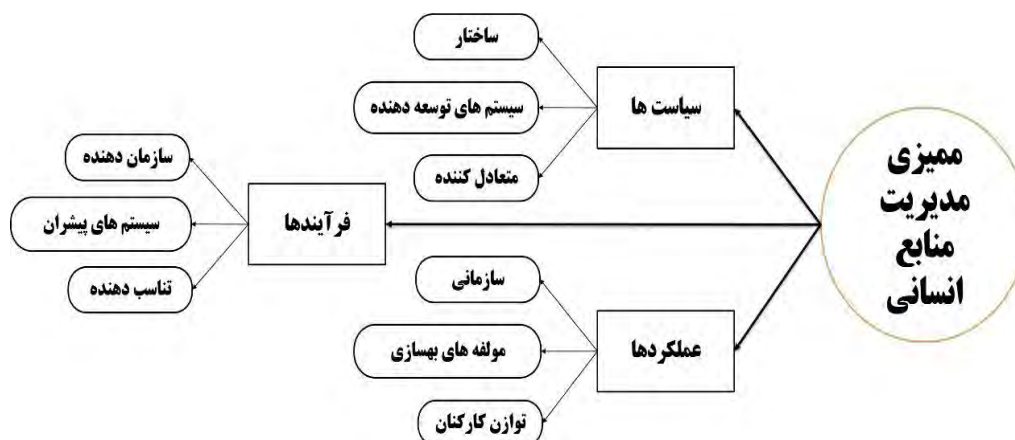 ممیزی
مدیریت
منابع
انسانی
سیاست ها
ساختار
سیستم های توسعه دهنده
متعادل کننده
فرآیندها
سازمان دهنده
سیستم های پیشران
تناسب دهنده
عملکردها
سازمانی
مولفه های بهسازی
توازن کارکنان